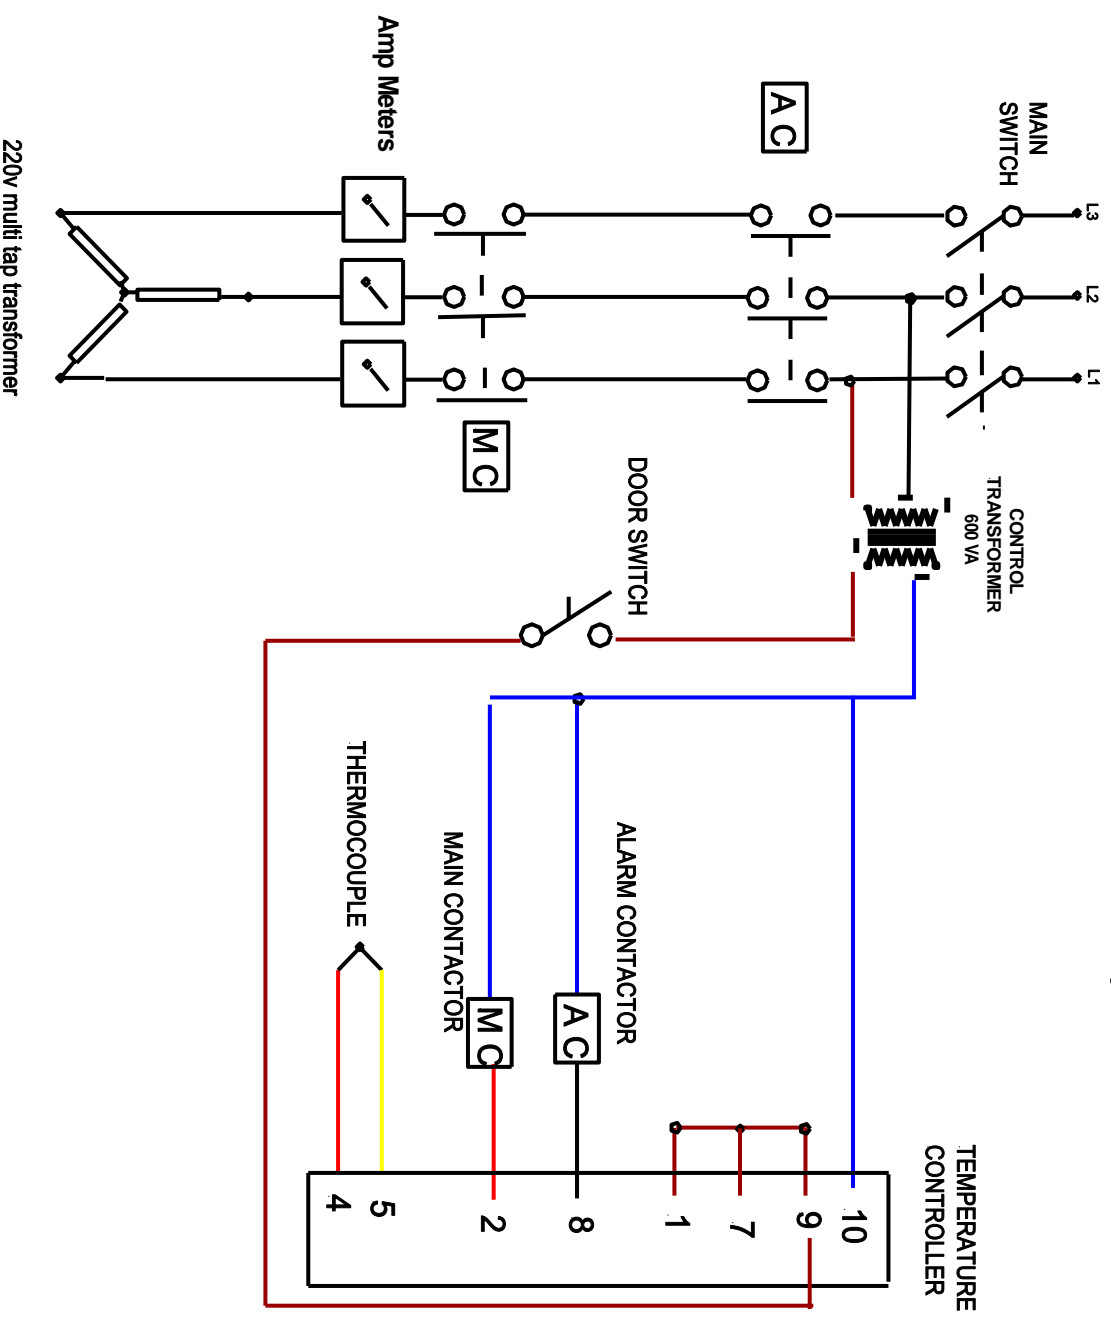 L3
L2
L1
MAIN
SWITCH
A C
Amp Meters
220v multi tap transformer
M C
CONTROL
TRANSFORMER
600 VA
DOOR SWITCH
THERMOCOUPLE
MAIN CONTACTOR
M C
ALARM CONTACTOR
A C
TEMPERATURE
CONTROLLER
10
9
7
1
8
2
5
4